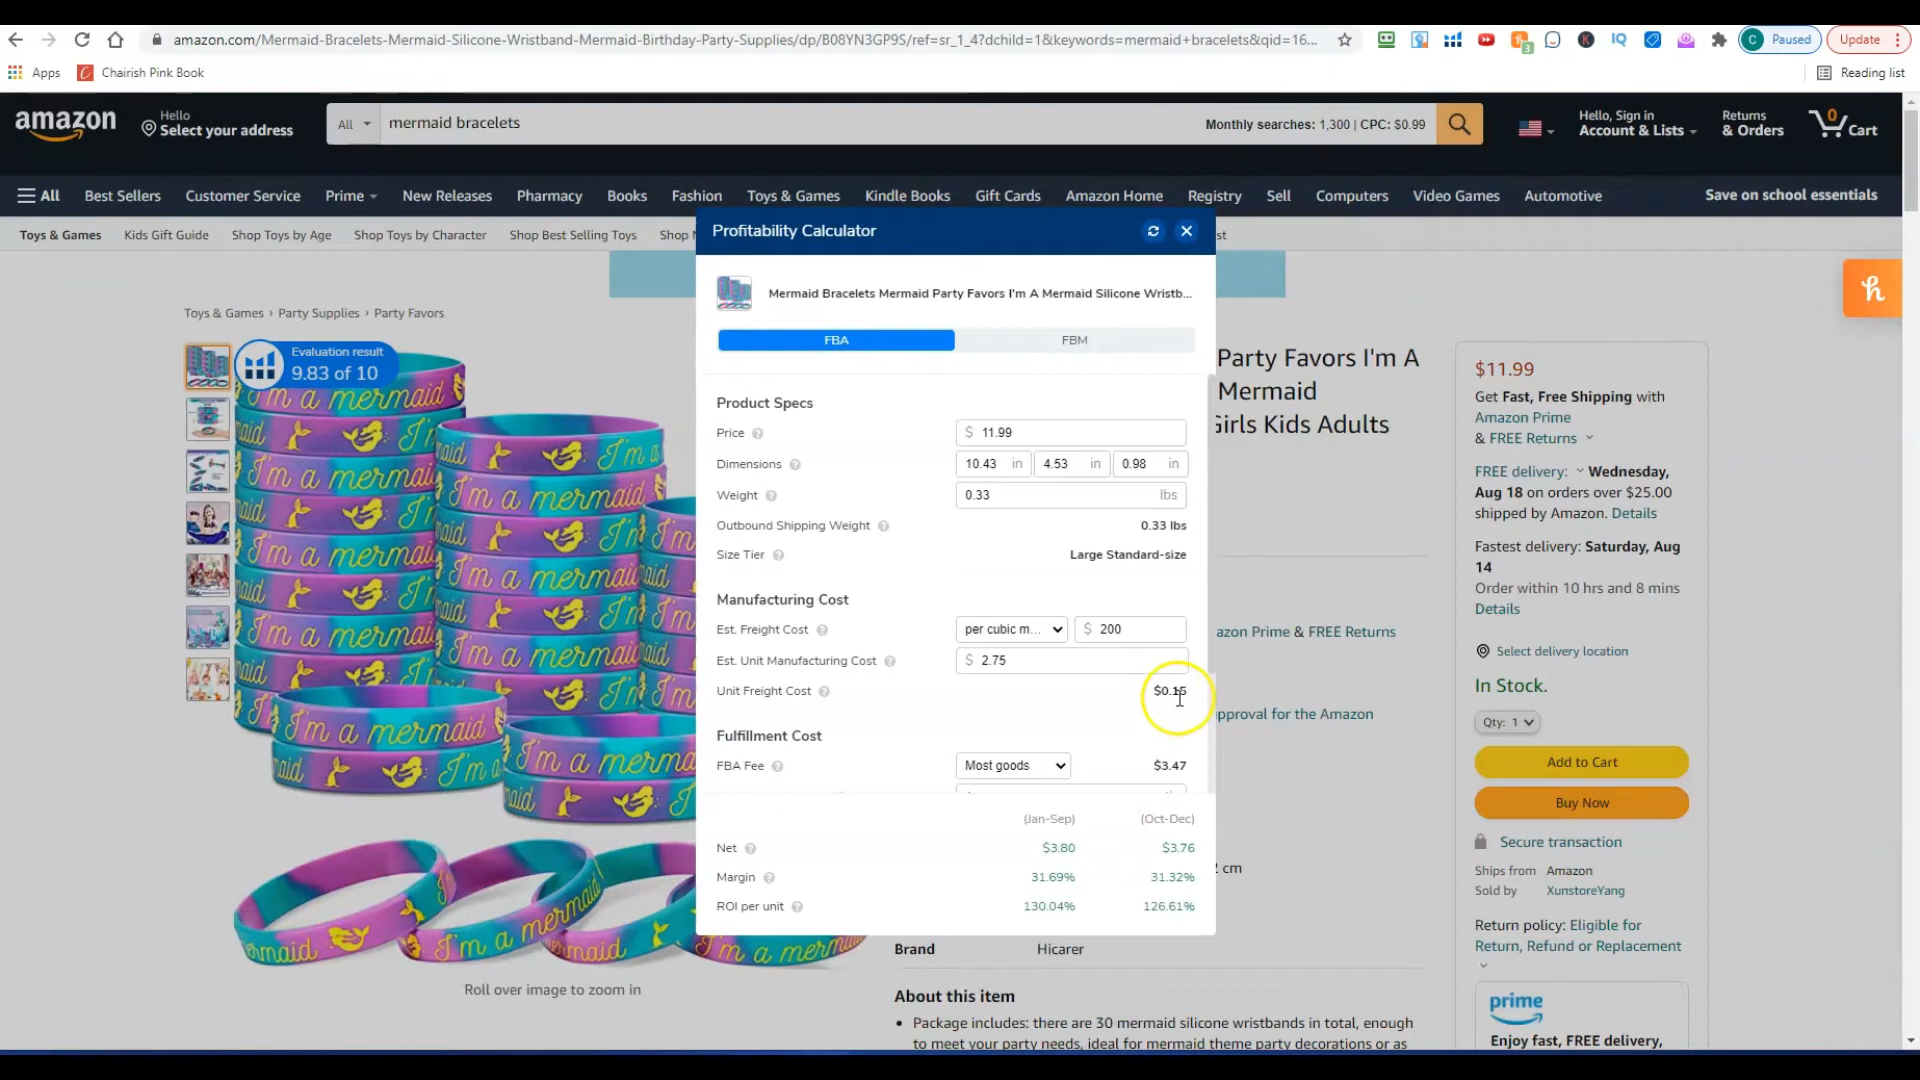 amazon.com/Mermaid-Bracelets-Mermaid-Silicone-Wristband-Mermaid-Birthday-Party-Supplies/dp/B08YN3GP9S/ref=sr_1_4?dchild=1&keywords=mermaid+bracelets&qid=16...
3
C Paused
Update
Apps
Chairish Pink Book
Reading list
amazon
Hello
Select your address
All
mermaid bracelets
Monthly searches: 1,300 | CPC: $0.99
Hello, Sign in
Account & Lists
Returns
& Orders
0
Cart
All
Best Sellers
Customer Service
Prime
New Releases
Pharmacy
Books
Fashion
Toys & Games
Kindle Books
Gift Cards
Amazon Home
Registry
Sell
Computers
Video Games
Automotive
Save on school essentials
Toys & Games
Kids Gift Guide
Shop Toys by Age
Shop Toys by Character
Shop Best Selling Toys
Shop
st
Toys & Games › Party Supplies › Party Favors
Evaluation result
9.83 of 10
I'm a mermaid
Roll over image to zoom in
Profitability Calculator
Mermaid Bracelets Mermaid Party Favors I'm A Mermaid Silicone Wristb...
FBA
FBM
Product Specs
Price
$ 11.99
Dimensions
10.43 in
4.53 in
0.98 in
Weight
0.33 lbs
Outbound Shipping Weight
0.33 lbs
Size Tier
Large Standard-size
Manufacturing Cost
Est. Freight Cost
per cubic m...
$ 200
Est. Unit Manufacturing Cost
$ 2.75
Unit Freight Cost
$0.15
Fulfillment Cost
FBA Fee
Most goods
$3.47
(Jan-Sep)
(Oct-Dec)
Net
$3.80
$3.76
Margin
31.69%
31.32%
ROI per unit
130.04%
126.61%
Party Favors I'm A
Mermaid
Girls Kids Adults
azon Prime & FREE Returns
pproval for the Amazon
2 cm
Brand
Hicarer
About this item
• Package includes: there are 30 mermaid silicone wristbands in total, enough
to meet your party needs, ideal for mermaid theme party decorations or as
$11.99
Get Fast, Free Shipping with
Amazon Prime
& FREE Returns
FREE delivery: Wednesday,
Aug 18 on orders over $25.00
shipped by Amazon. Details
Fastest delivery: Saturday, Aug
14
Order within 10 hrs and 8 mins
Details
Select delivery location
In Stock.
Qty: 1
Add to Cart
Buy Now
Secure transaction
Ships from Amazon
Sold by XunstoreYang
Return policy: Eligible for
Return, Refund or Replacement
prime
Enjoy fast, FREE delivery,